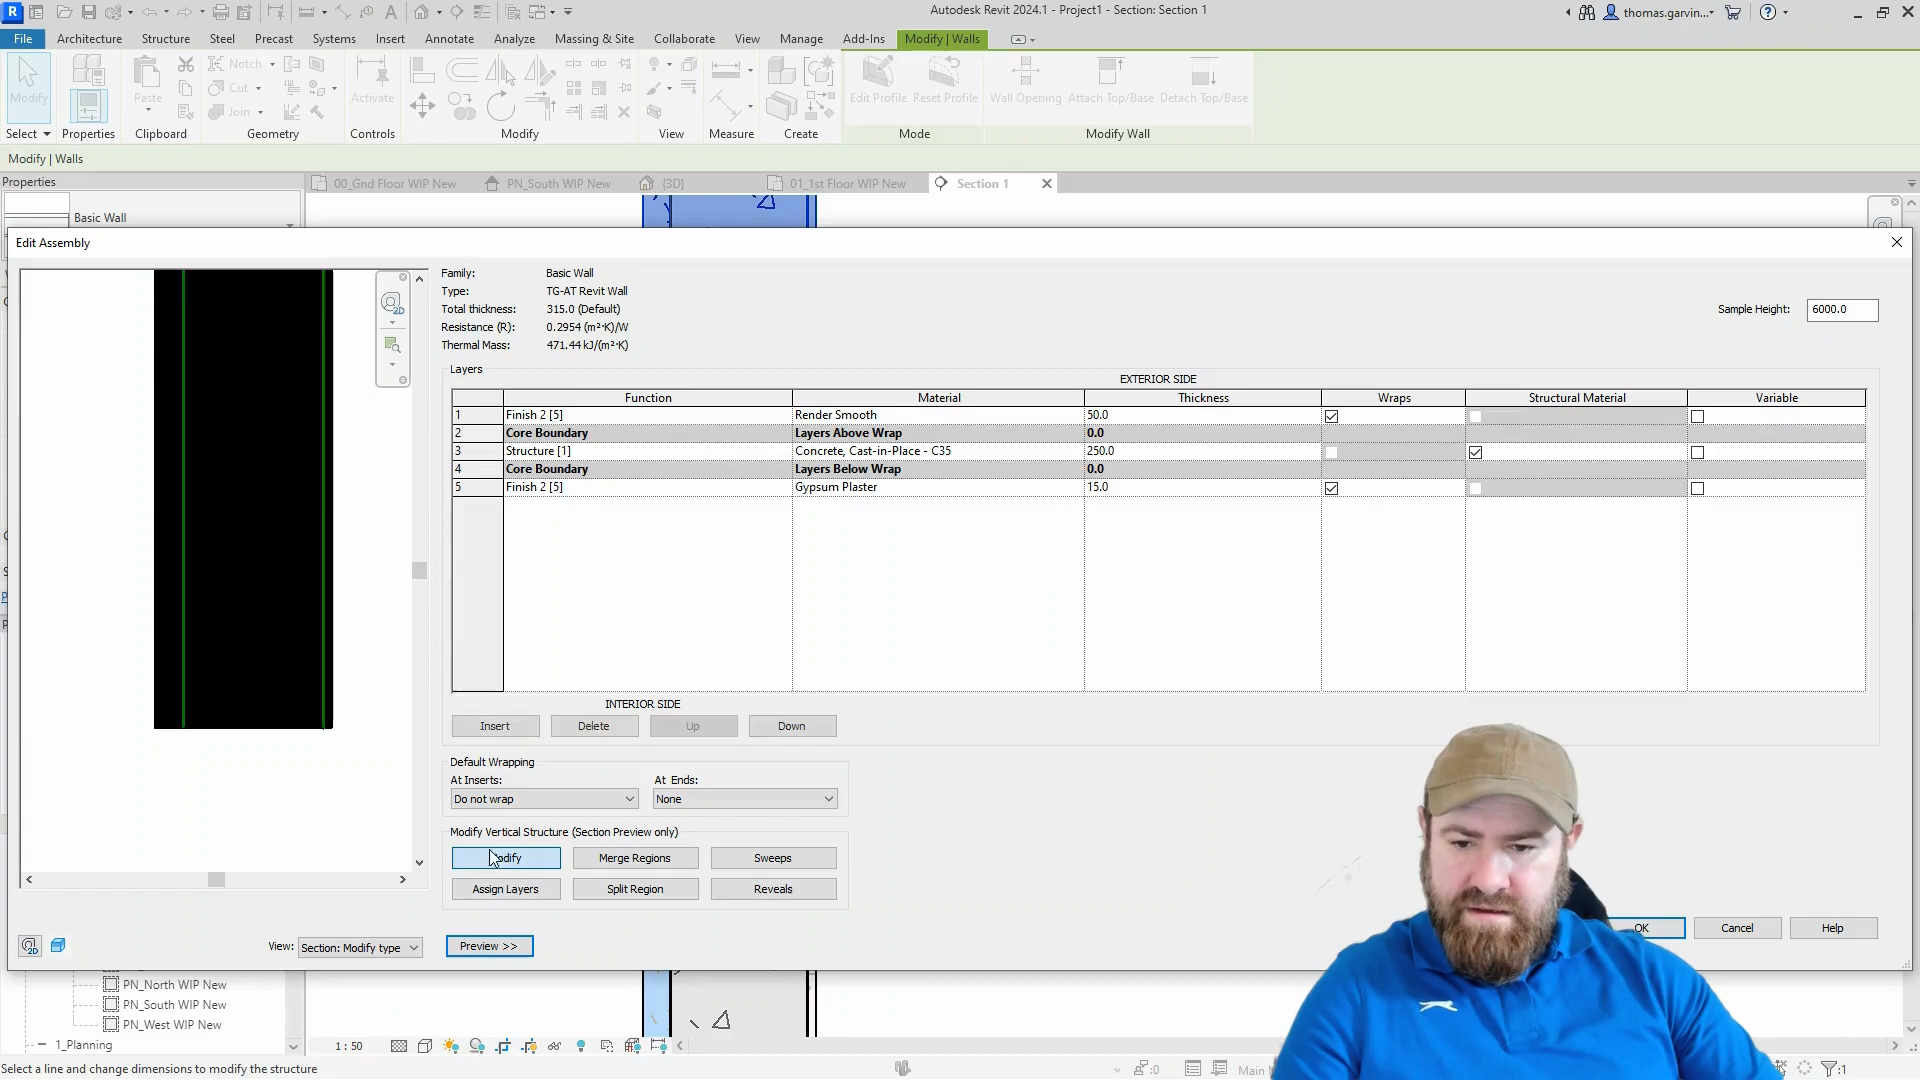 Autodesk Revit 2024.1 - Project1 - Section: Section 1
thomas.garvin...
File Architecture Structure Steel Precast Systems Insert Annotate Analyze Massing & Site Collaborate View Manage Add-Ins Modify | Walls
Modify
Paste
Notch
Cut
Join
Activate
Edit Profile Reset Profile Wall Opening Attach Top/Base Detach Top/Base
Select Properties Clipboard Geometry Controls Modify View Measure Create Mode Modify Wall
Modify | Walls
Properties
00_Gnd Floor WIP New PN_South WIP New {3D} 01_1st Floor WIP New Section 1
Basic Wall
Edit Assembly
Family: Basic Wall
Type: TG-AT Revit Wall
Total thickness: 315.0 (Default)
Resistance (R): 0.2954 (m²·K)/W
Thermal Mass: 471.44 kJ/(m²·K)
Sample Height: 6000.0
Layers
EXTERIOR SIDE
Function Material Thickness Wraps Structural Material Variable
1 Finish 2 [5] Render Smooth 50.0
2 Core Boundary Layers Above Wrap 0.0
3 Structure [1] Concrete, Cast-in-Place - C35 250.0
4 Core Boundary Layers Below Wrap 0.0
5 Finish 2 [5] Gypsum Plaster 15.0
INTERIOR SIDE
Insert Delete Up Down
Default Wrapping
At Inserts: At Ends:
Do not wrap None
Modify Vertical Structure (Section Preview only)
Modify Merge Regions Sweeps
Assign Layers Split Region Reveals
OK Cancel Help
View: Section: Modify type Preview >>
PN_North WIP New
PN_South WIP New
PN_West WIP New
1_Planning
1 : 50
Select a line and change dimensions to modify the structure
:0
:1